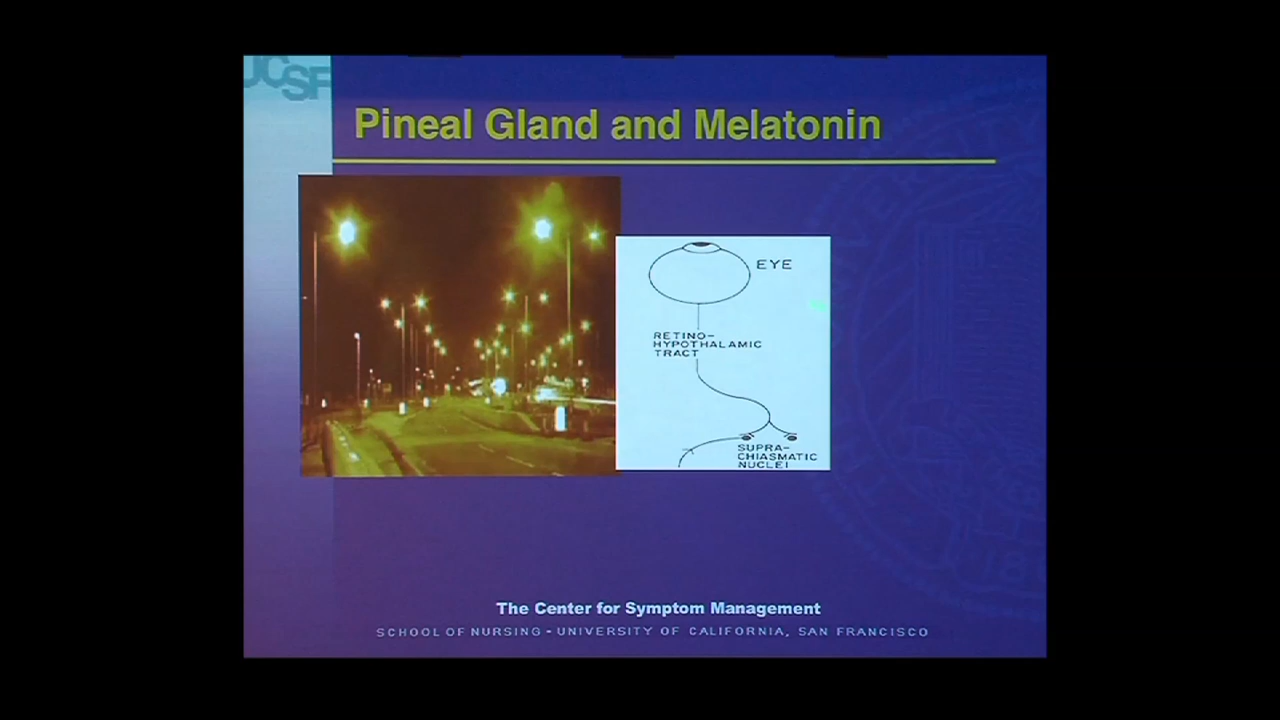 UCSF
Pineal Gland and Melatonin
EYE
RETINO-
HYPOTHALAMIC
TRACT
SUPRA-
CHIASMATIC
NUCLEI
The Center for Symptom Management
SCHOOL OF NURSING - UNIVERSITY OF CALIFORNIA, SAN FRANCISCO